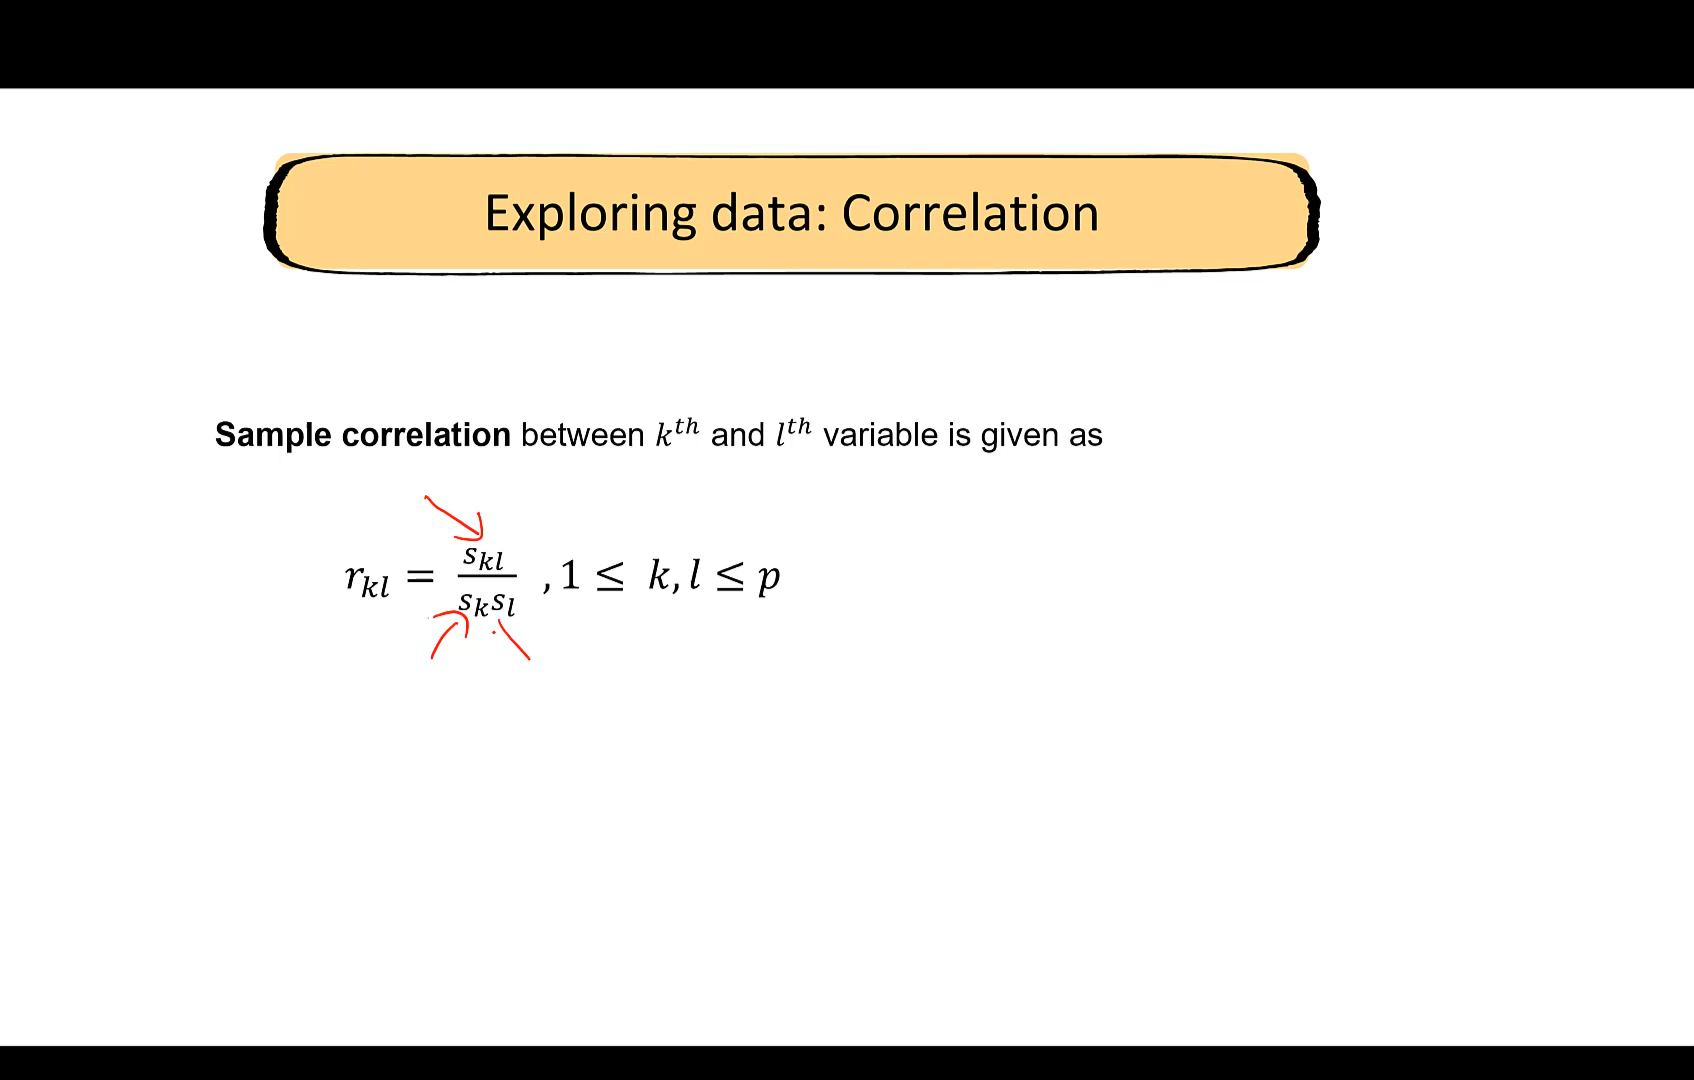 Exploring data: Correlation
Sample correlation between k^{th} and l^{th} variable is given as
r_{kl} = \frac{s_{kl}}{s_k s_l} , 1 ≤ k, l ≤ p